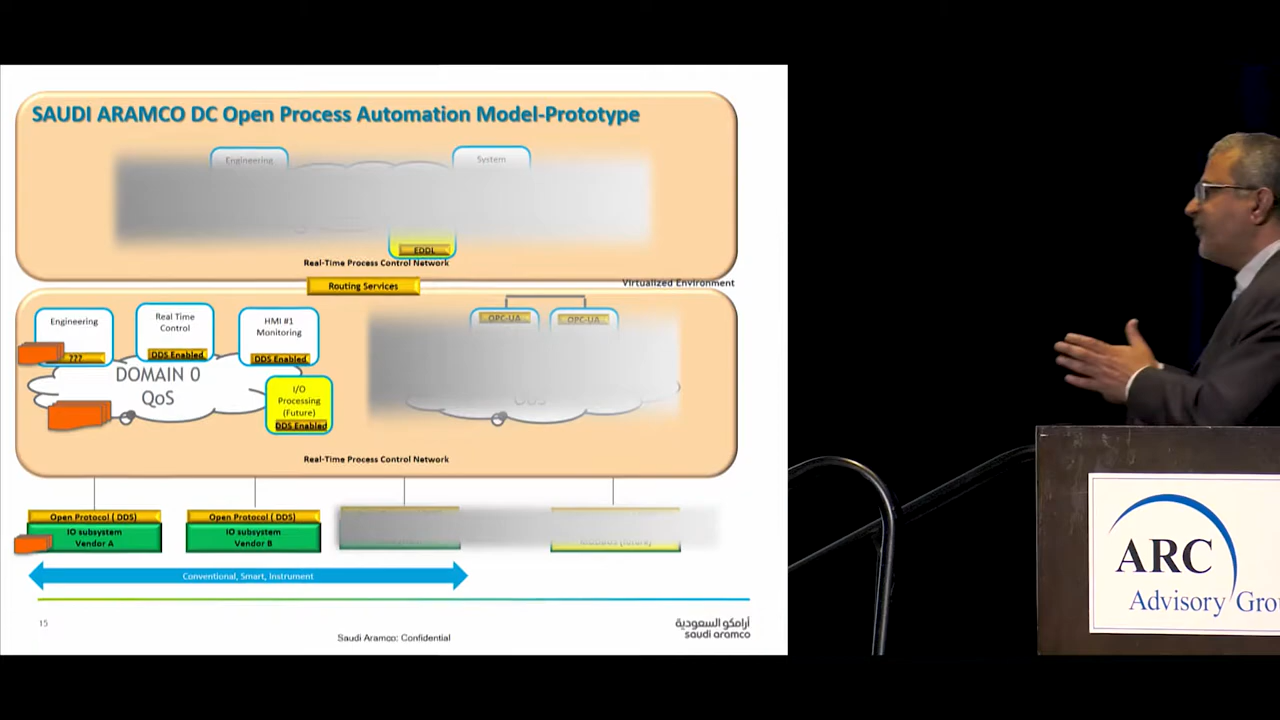 SAUDI ARAMCO DC Open Process Automation Model-Prototype
Engineering
System
EDDL
Real-Time Process Control Network
Routing Services
Virtualized Environment
Engineering
???
Real Time
Control
DDS Enabled
HMI #1
Monitoring
DDS Enabled
OPC-UA
OPC-UA
DOMAIN 0
QoS
I/O
Processing
(Future)
DDS Enabled
Real-Time Process Control Network
Open Protocol ( DDS)
IO subsystem
Vendor A
Open Protocol ( DDS)
IO subsystem
Vendor B
Conventional, Smart, Instrument
15
Saudi Aramco: Confidential
أرامكو السعودية
saudi aramco
ARC
Advisory Grou